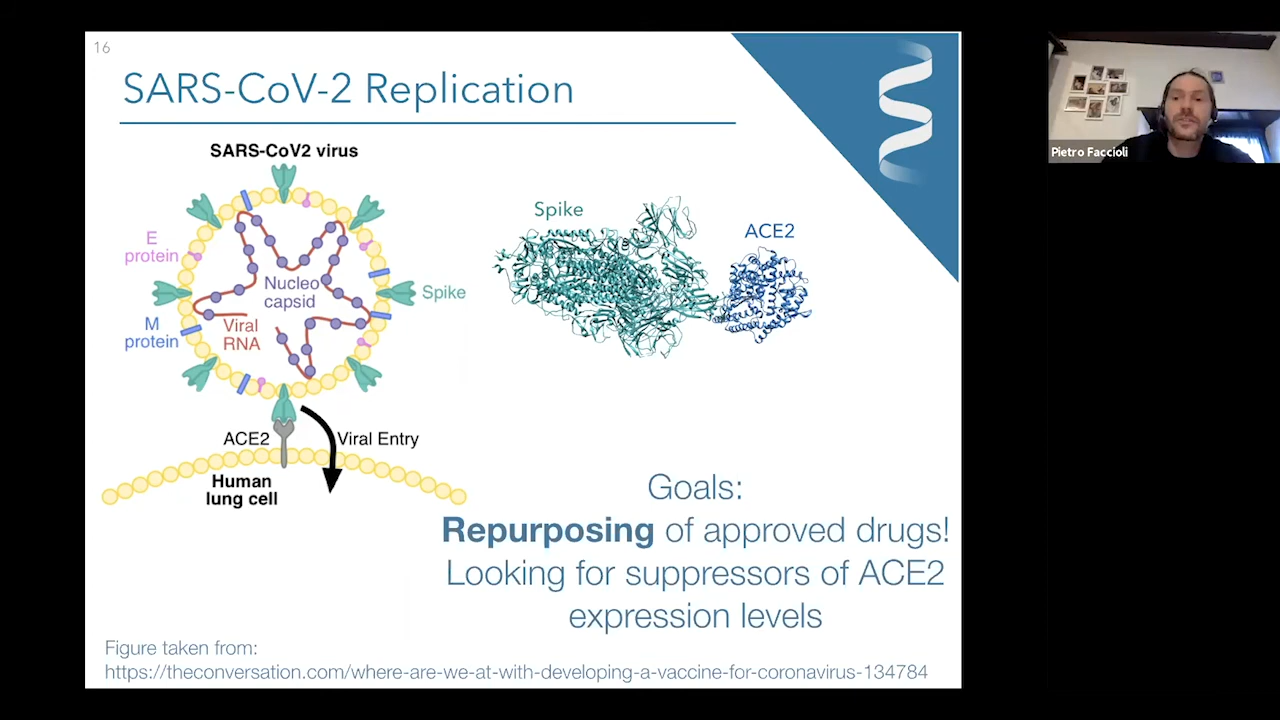 16
SARS-CoV-2 Replication
SARS-CoV2 virus
E
protein
Nucleo
capsid
Spike
M
protein
Viral
RNA
ACE2
Viral Entry
Human
lung cell
Spike
ACE2
Goals:
Repurposing of approved drugs!
Looking for suppressors of ACE2
expression levels
Figure taken from:
https://theconversation.com/where-are-we-at-with-developing-a-vaccine-for-coronavirus-134784
Pietro Faccioli